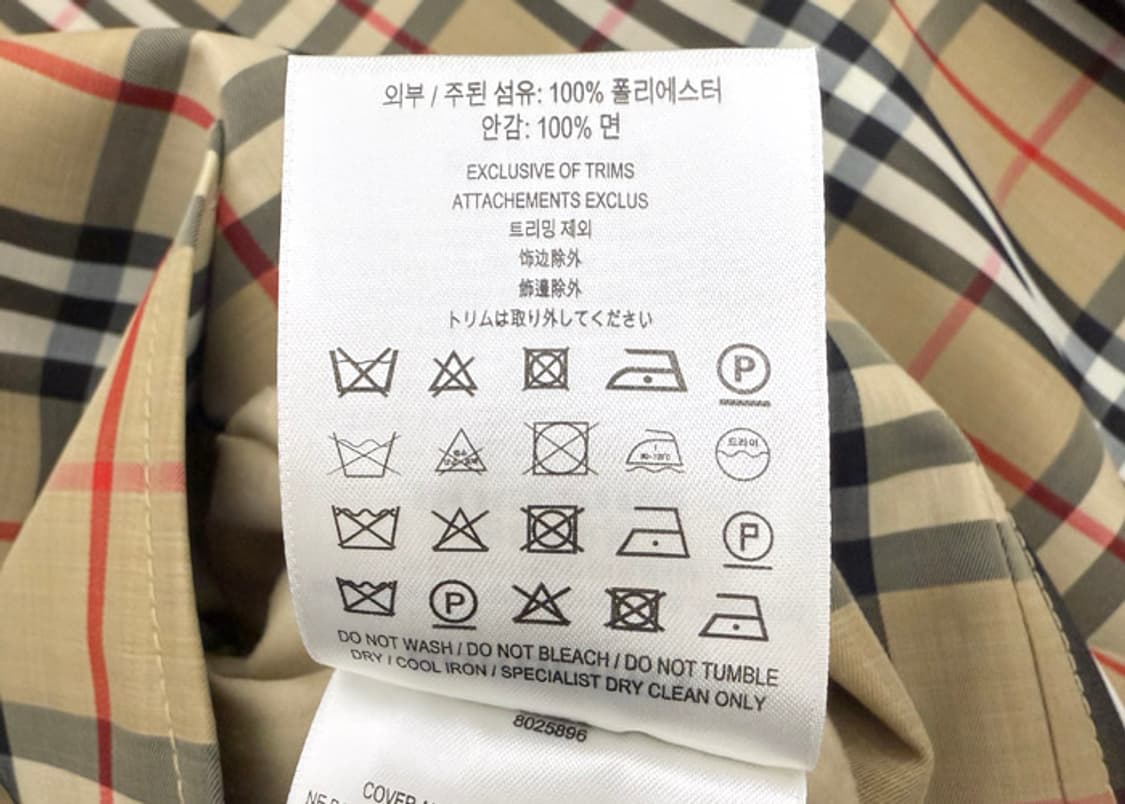 외부 / 주된 섬유: 100% 폴리에스터
안감: 100% 면
EXCLUSIVE OF TRIMS
ATTACHEMENTS EXCLUS
트리밍 제외
饰边除外
飾邊除外
トリムは取り外してください
P
드라이
P
P
DO NOT WASH / DO NOT BLEACH / DO NOT TUMBLE
DRY / COOL IRON / SPECIALIST DRY CLEAN ONLY
8025896
COVER